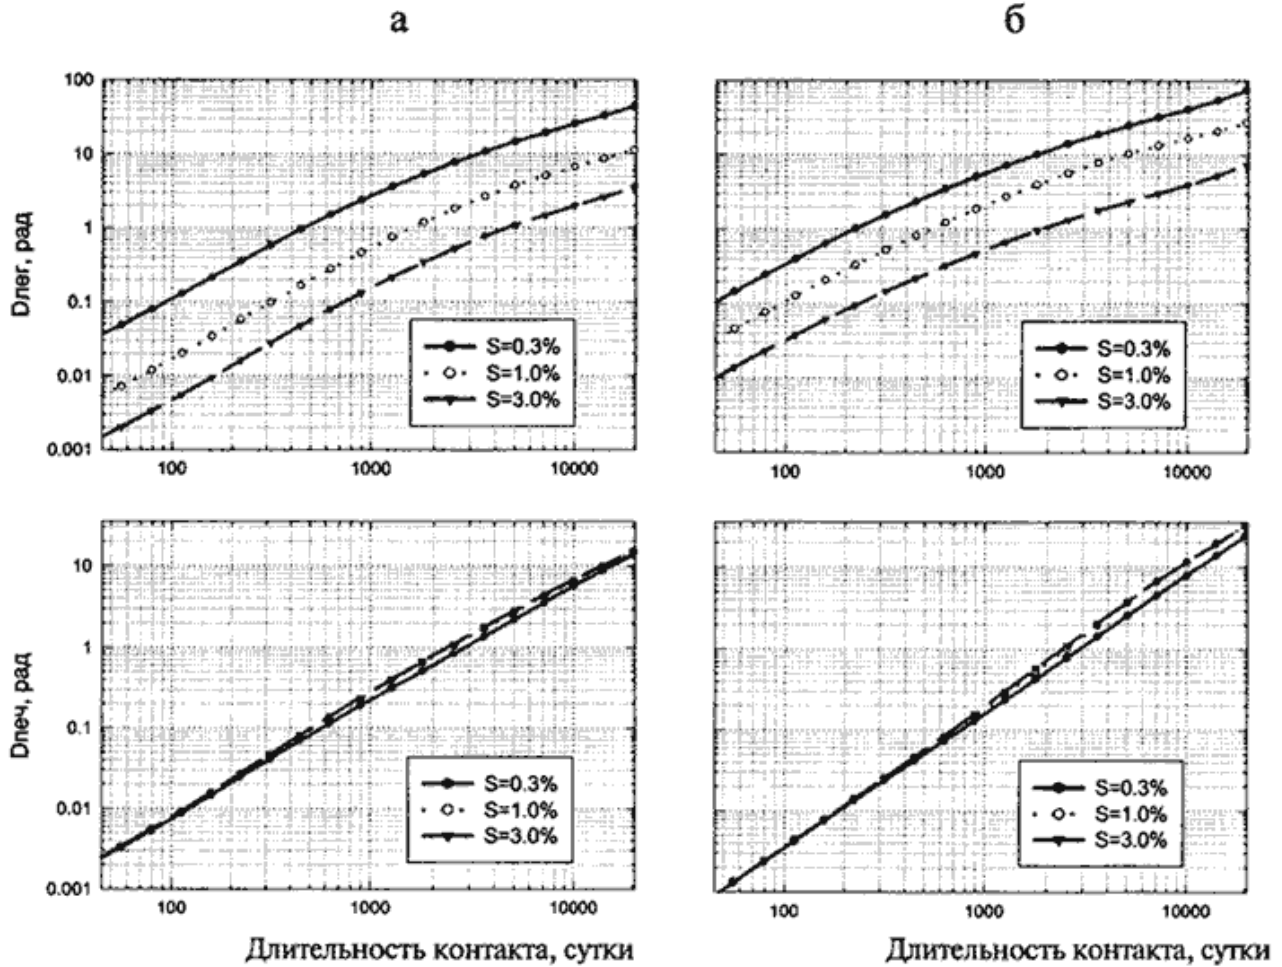 а б
100
10
1
0.1
0.01
0.001
Dлег, рад
S=0.3%
S=1.0%
S=3.0%
100 1000 10000
S=0.3%
S=1.0%
S=3.0%
100 1000 10000
10
1
0.1
0.01
0.001
Dпеч, рад
S=0.3%
S=1.0%
S=3.0%
100 1000 10000
Длительность контакта, сутки
S=0.3%
S=1.0%
S=3.0%
100 1000 10000
Длительность контакта, сутки